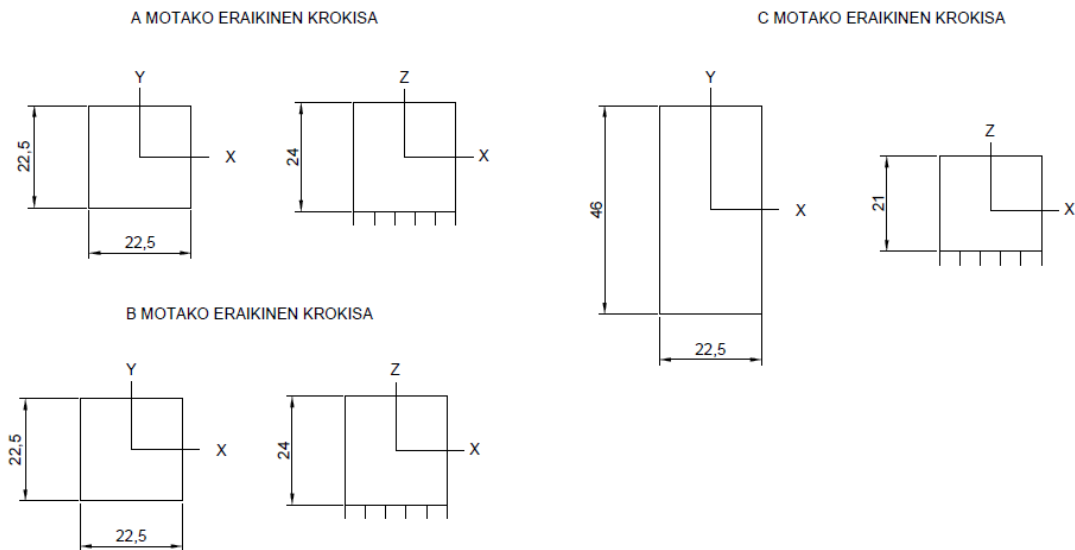 A MOTAKO ERAIKINEN KROKISA
Y
X
22,5
22,5
Z
X
24
B MOTAKO ERAIKINEN KROKISA
Y
X
22,5
22,5
Z
X
24
C MOTAKO ERAIKINEN KROKISA
Y
X
46
22,5
Z
X
21